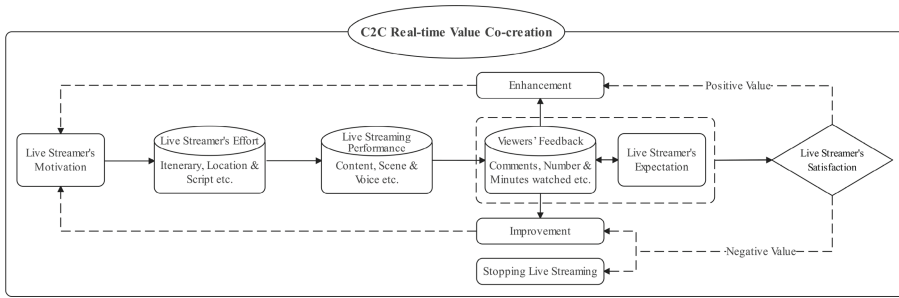 C2C Real-time Value Co-creation
Enhancement
Positive Value
Live Streamer's
Motivation
Live Streamer's Effort
Itenerary, Location &
Script etc.
Live Streaming
Performance
Content, Scene &
Voice etc.
Viewers' Feedback
Comments, Number &
Minutes watched etc.
Live Streamer's
Expectation
Live Streamer's
Satisfaction
Improvement
Negative Value
Stopping Live Streaming